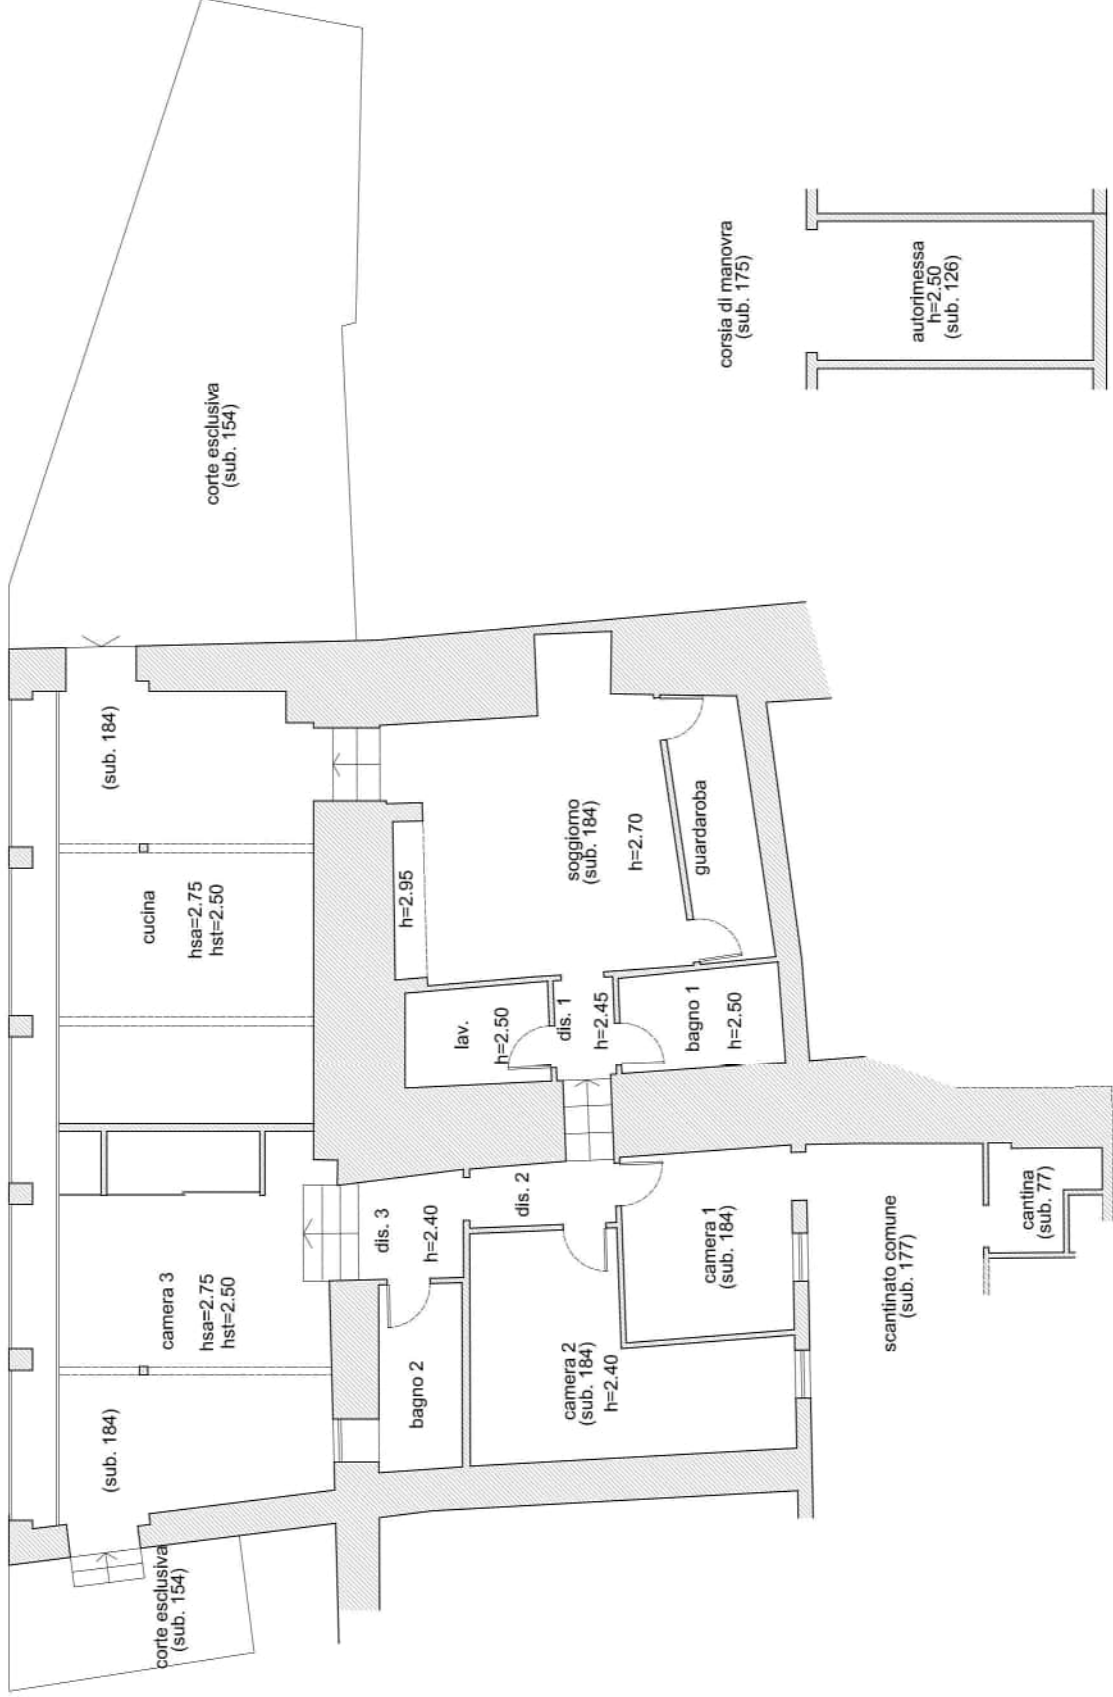 (sub. 184)
(sub. 184)
corte esclusiva
(sub. 154)
camera 3
hsa=2.75
hst=2.50
cucina
hsa=2.75
hst=2.50
corte esclusiva
(sub. 154)
bagno 2
dis. 3
h=2.40
h=2.95
lav.
h=2.50
dis. 2
dis. 1
h=2.45
soggiorno
(sub. 184)
h=2.70
camera 2
(sub. 184)
h=2.40
camera 1
(sub. 184)
bagno 1
h=2.50
guardaroba
corsia di manovra
(sub. 175)
scantinato comune
(sub. 177)
autorimessa
h=2.50
(sub. 126)
cantina
(sub. 77)